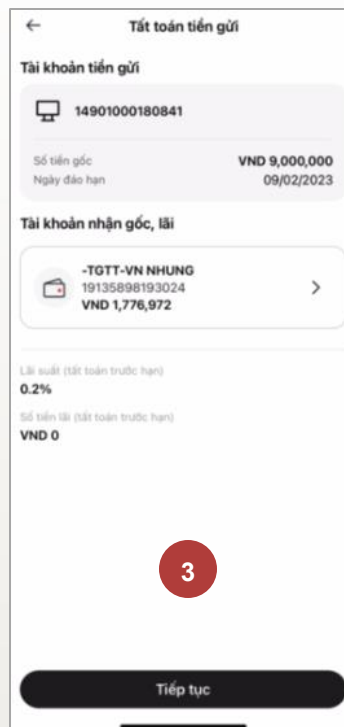 Tất toán tiền gửi
Tài khoản tiền gửi
14901000180841
Số tiền gốc VND 9,000,000
Ngày đáo hạn 09/02/2023
Tài khoản nhận gốc, lãi
-TGTT-VN NHUNG
19135898193024
VND 1,776,972
Lãi suất (tất toán trước hạn)
0.2%
Số tiền lãi (tất toán trước hạn)
VND 0
3
Tiếp tục